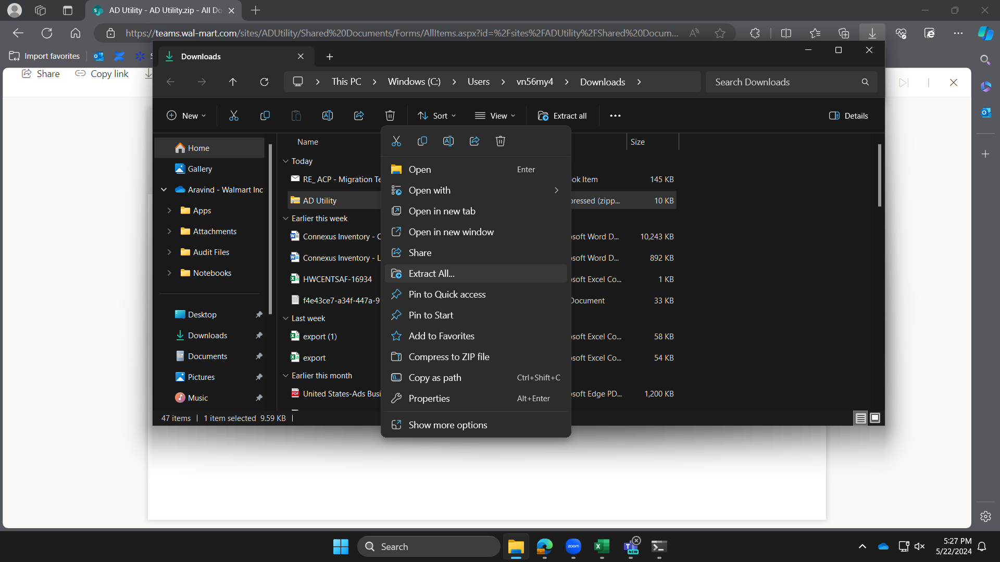 AD Utility - AD Utility.zip - All Do
https://teams.wal-mart.com/sites/ADUtility/Shared%20Documents/Forms/AllItems.aspx?id=%2Fsites%2FADUtility%2FShared%20Docum...
Import favorites
Share
Copy link
Downloads
This PC > Windows (C:) > Users > vn56my4 > Downloads >
Search Downloads
New
Sort
View
Extract all
Details
Home
Gallery
Aravind - Walmart Inc
Apps
Attachments
Audit Files
Notebooks
Desktop
Downloads
Documents
Pictures
Music
Name
Size
Today
RE_ ACP - Migration Te
ok Item
145 KB
AD Utility
pressed (zipp...
10 KB
Earlier this week
Connexus Inventory - C
soft Word D...
10,243 KB
Connexus Inventory - L
soft Word D...
892 KB
HWCENTSAF-16934
soft Excel Co...
1 KB
f4e43ce7-a34f-447a-9
Document
33 KB
Last week
export (1)
soft Excel Co...
58 KB
export
soft Excel Co...
54 KB
Earlier this month
United States-Ads Busi
soft Edge PD...
1,200 KB
Open
Enter
Open with
Open in new tab
Open in new window
Share
Extract All...
Pin to Quick access
Pin to Start
Add to Favorites
Compress to ZIP file
Copy as path
Ctrl+Shift+C
Properties
Alt+Enter
Show more options
47 items
1 item selected 9.59 KB
Search
zoom
NEW
5:27 PM
5/22/2024